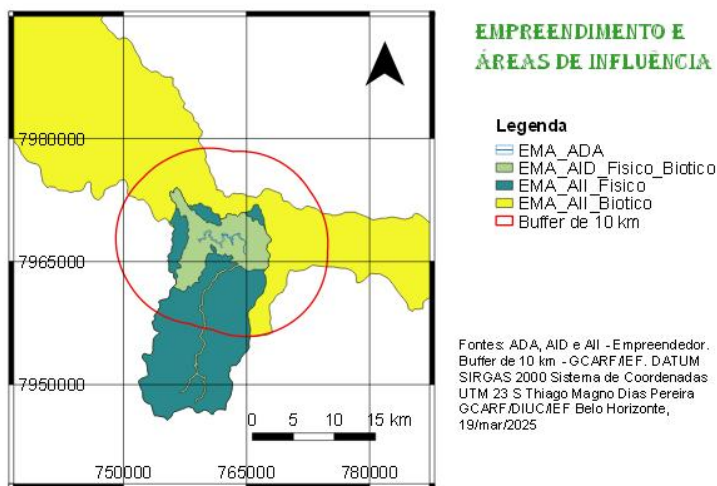 EMPREENDIMENTO E
ÁREAS DE INFLUÊNCIA
Legenda
EMA_ADA
EMA_AID_Fisico_Biotico
EMA_AII_Fisico
EMA_AII_Biotico
Buffer de 10 km
7980000
7965000
7950000
0 5 10 15 km
750000 765000 780000
Fontes: ADA, AID e AII - Empreendedor.
Buffer de 10 km - GCARF/IEF. DATUM
SIRGAS 2000 Sistema de Coordenadas
UTM 23 S Thiago Magno Dias Pereira
GCARF/DIUC/IEF Belo Horizonte,
19/mar/2025